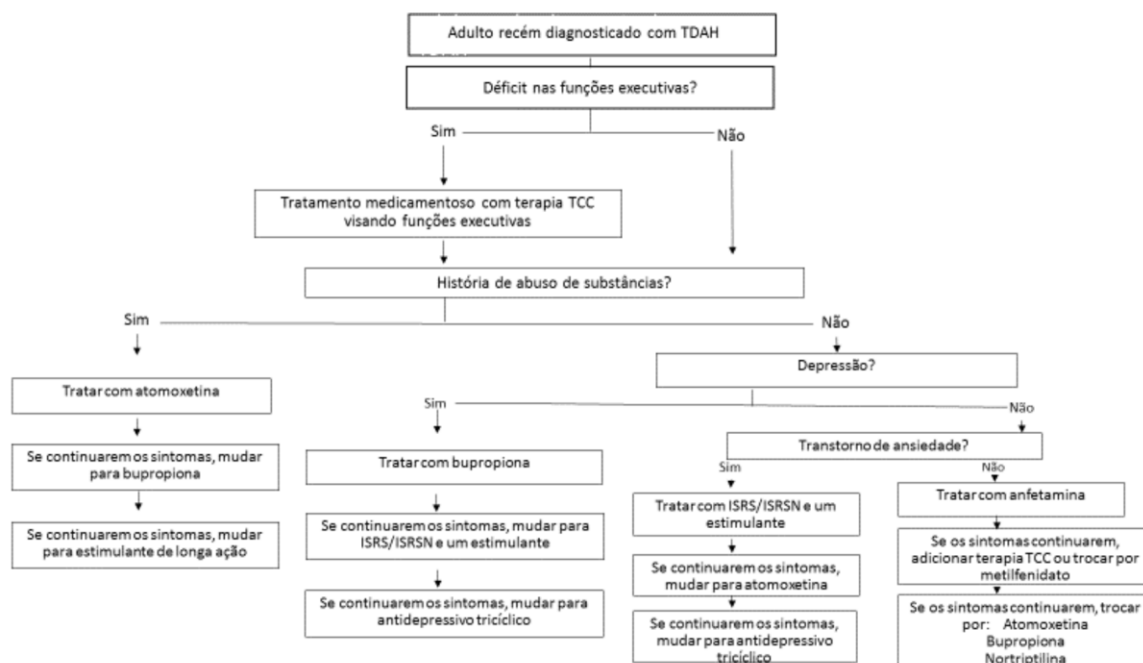 Adulto recém diagnosticado com TDAH
Déficit nas funções executivas?
Sim
Não
Tratamento medicamentoso com terapia TCC
visando funções executivas
História de abuso de substâncias?
Sim
Não
Depressão?
Tratar com atomoxetina
Sim
Não
Se continuarem os sintomas, mudar
para bupropiona
Tratar com bupropiona
Transtorno de ansiedade?
Sim
Não
Se continuarem os sintomas, mudar
para estimulante de longa ação
Se continuarem os sintomas, mudar para
ISRS/ISRSN e um estimulante
Se continuarem os sintomas, mudar para
antidepressivo tricíclico
Tratar com ISRS/ISRSN e um
estimulante
Se continuarem os sintomas,
mudar para atomoxetina
Se continuarem os sintomas,
mudar para antidepressivo
tricíclico
Tratar com anfetamina
Se os sintomas continuarem,
adicionar terapia TCC ou trocar por
metilfenidato
Se os sintomas continuarem, trocar
por: Atomoxetina
Bupropiona
Nortriptilina